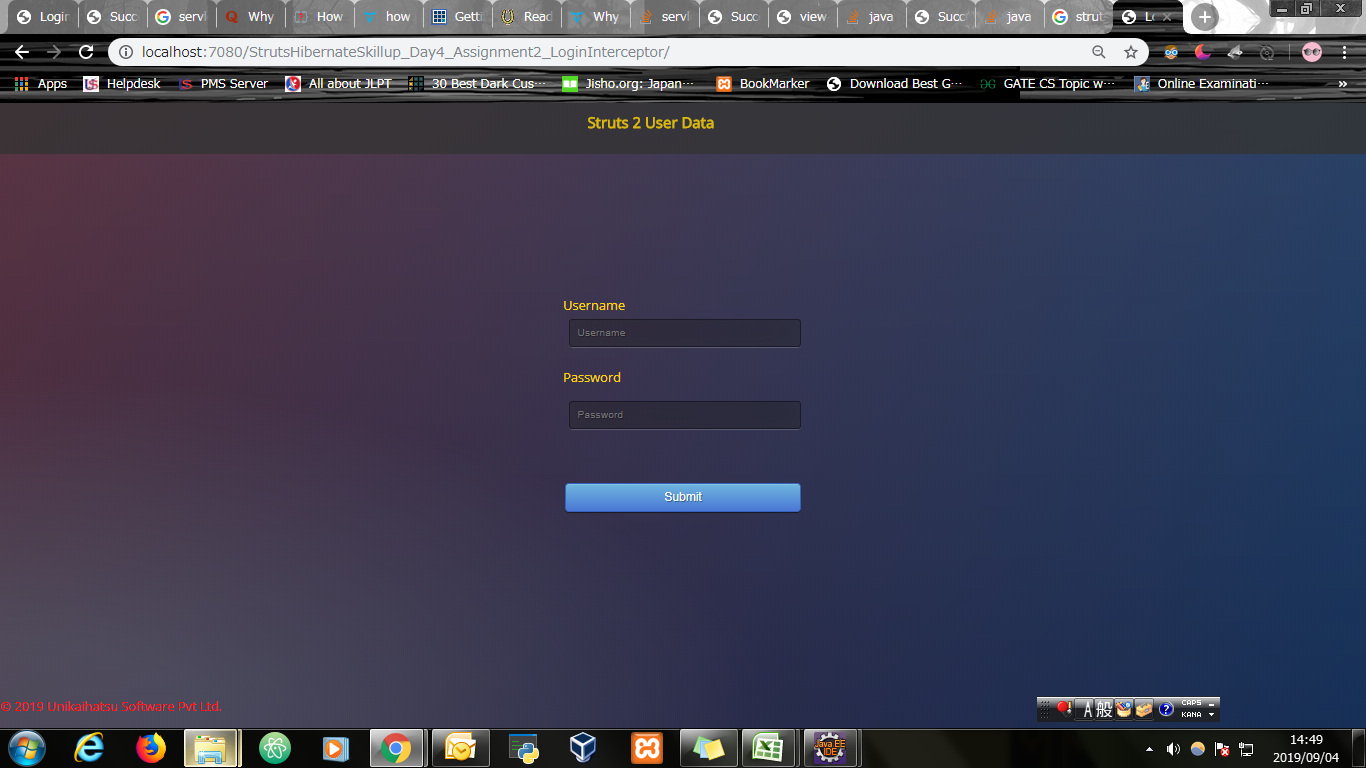 Login
Succ
servl
Why
How
how
Getti
Read
Why
servl
Succ
view
java
Succ
java
strut
Lo
localhost:7080/StrutsHibernateSkillup_Day4_Assignment2_LoginInterceptor/
Apps
Helpdesk
PMS Server
All about JLPT
30 Best Dark Cus···
Jisho.org: Japan···
BookMarker
Download Best G···
GATE CS Topic w···
Online Examinati···
»
Struts 2 User Data
Username
Username
Password
Password
Submit
© 2019 Unikaihatsu Software Pvt Ltd.
A 般
CAPS
KANA
Java EE
IDE
14:49
2019/09/04